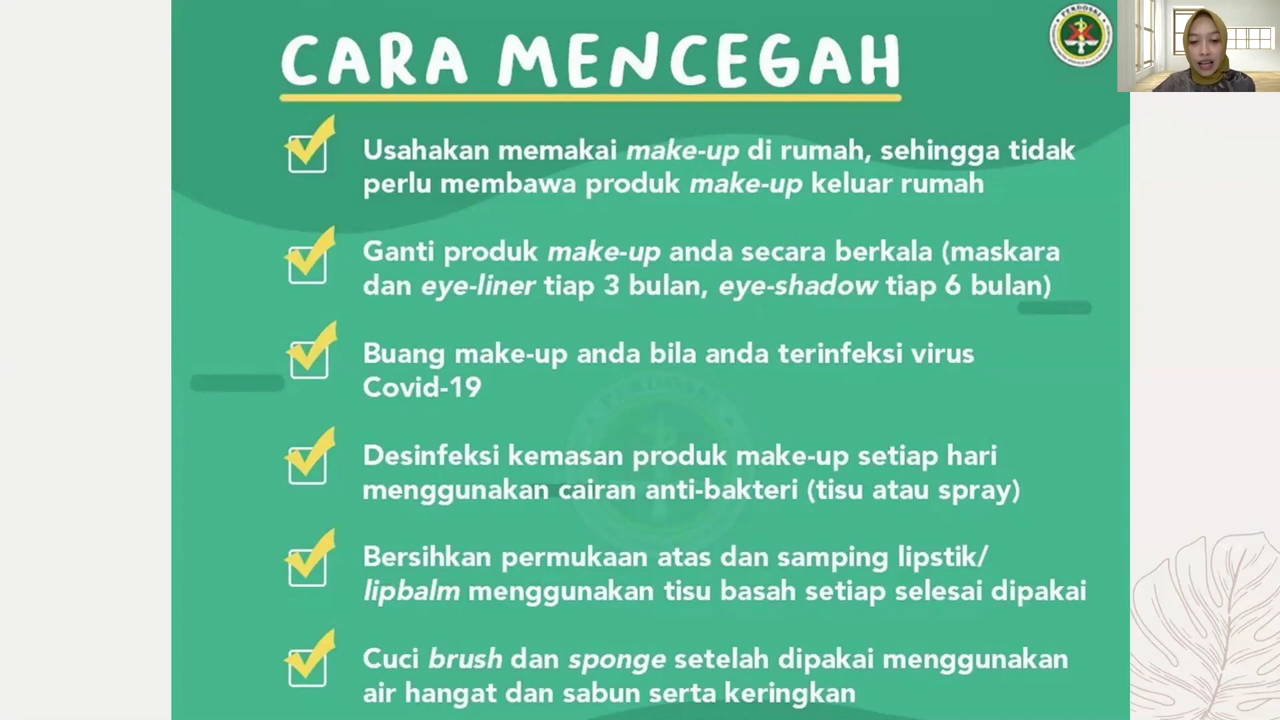 CARA MENCEGAH
PERDOSKI
Usahakan memakai make-up di rumah, sehingga tidak
perlu membawa produk make-up keluar rumah
Ganti produk make-up anda secara berkala (maskara
dan eye-liner tiap 3 bulan, eye-shadow tiap 6 bulan)
Buang make-up anda bila anda terinfeksi virus
Covid-19
Desinfeksi kemasan produk make-up setiap hari
menggunakan cairan anti-bakteri (tisu atau spray)
Bersihkan permukaan atas dan samping lipstik/
lipbalm menggunakan tisu basah setiap selesai dipakai
Cuci brush dan sponge setelah dipakai menggunakan
air hangat dan sabun serta keringkan